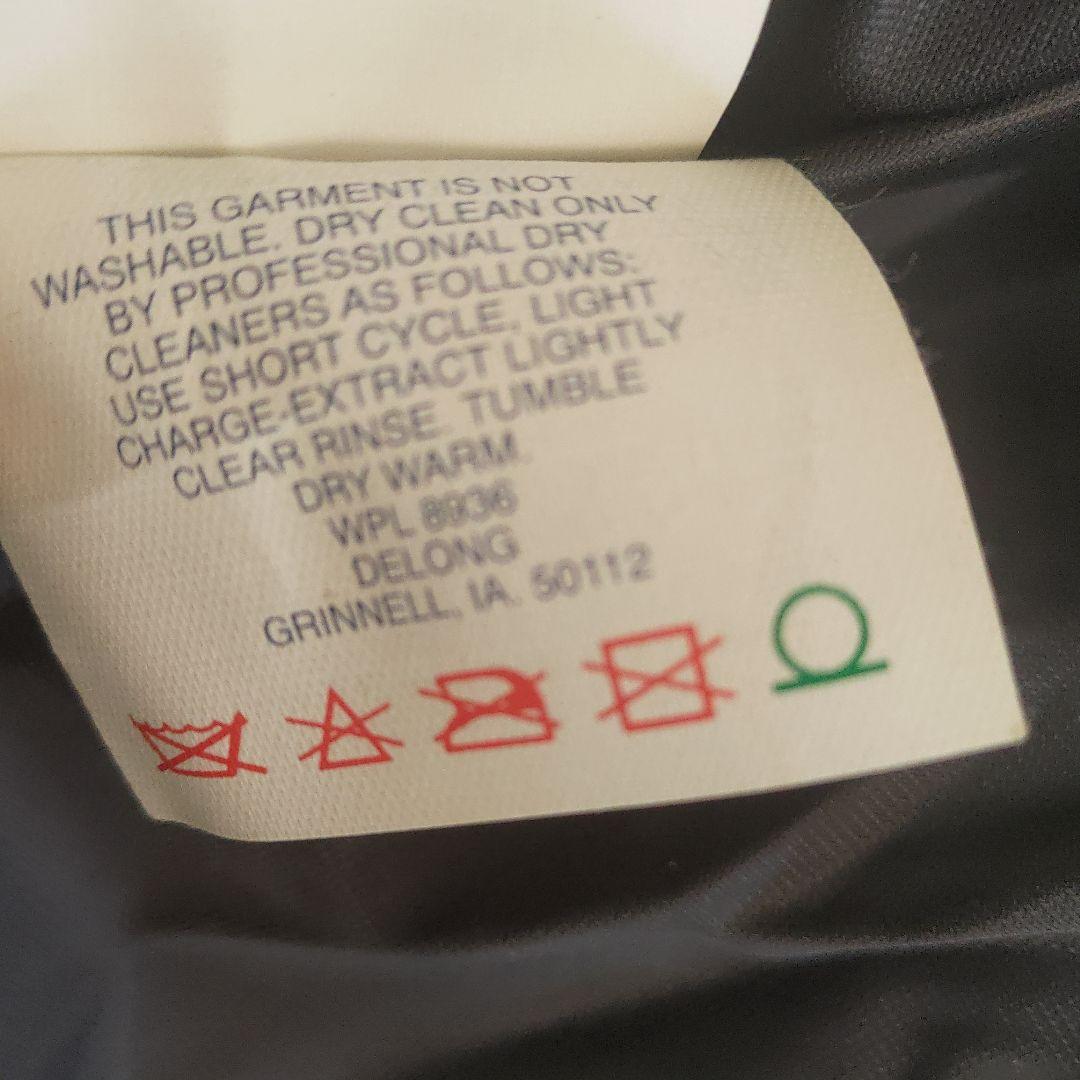 THIS GARMENT IS NOT
WASHABLE. DRY CLEAN ONLY
BY PROFESSIONAL DRY
CLEANERS AS FOLLOWS:
USE SHORT CYCLE, LIGHT
CHARGE-EXTRACT LIGHTLY
CLEAR RINSE. TUMBLE
DRY WARM.
WPL 8936
DELONG
GRINNELL, IA. 50112